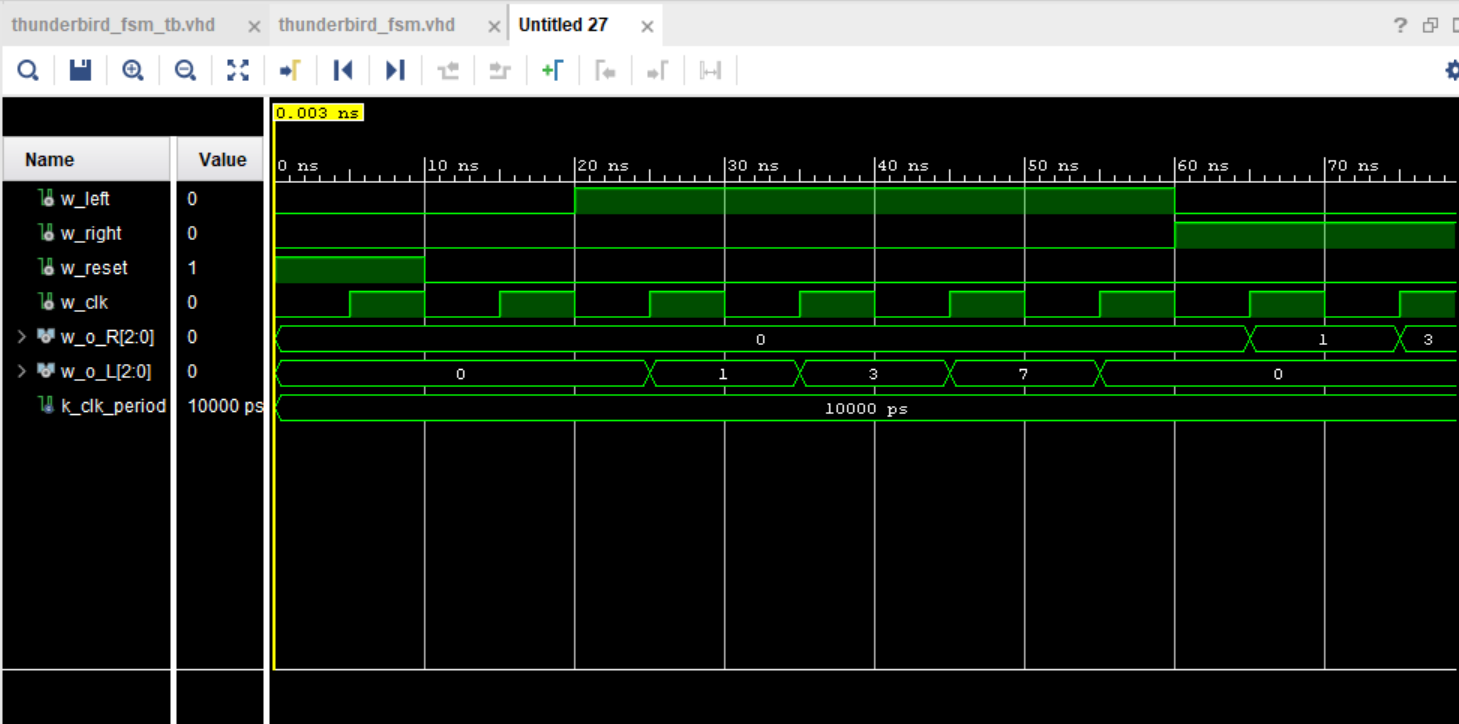 thunderbird_fsm_tb.vhd × thunderbird_fsm.vhd × Untitled 27 × ?
0.003 ns
Name Value 0 ns 10 ns 20 ns 30 ns 40 ns 50 ns 60 ns 70 ns
w_left 0
w_right 0
w_reset 1
w_clk 0
w_o_R[2:0] 0 0 1 3
w_o_L[2:0] 0 0 1 3 7 0
k_clk_period 10000 ps 10000 ps